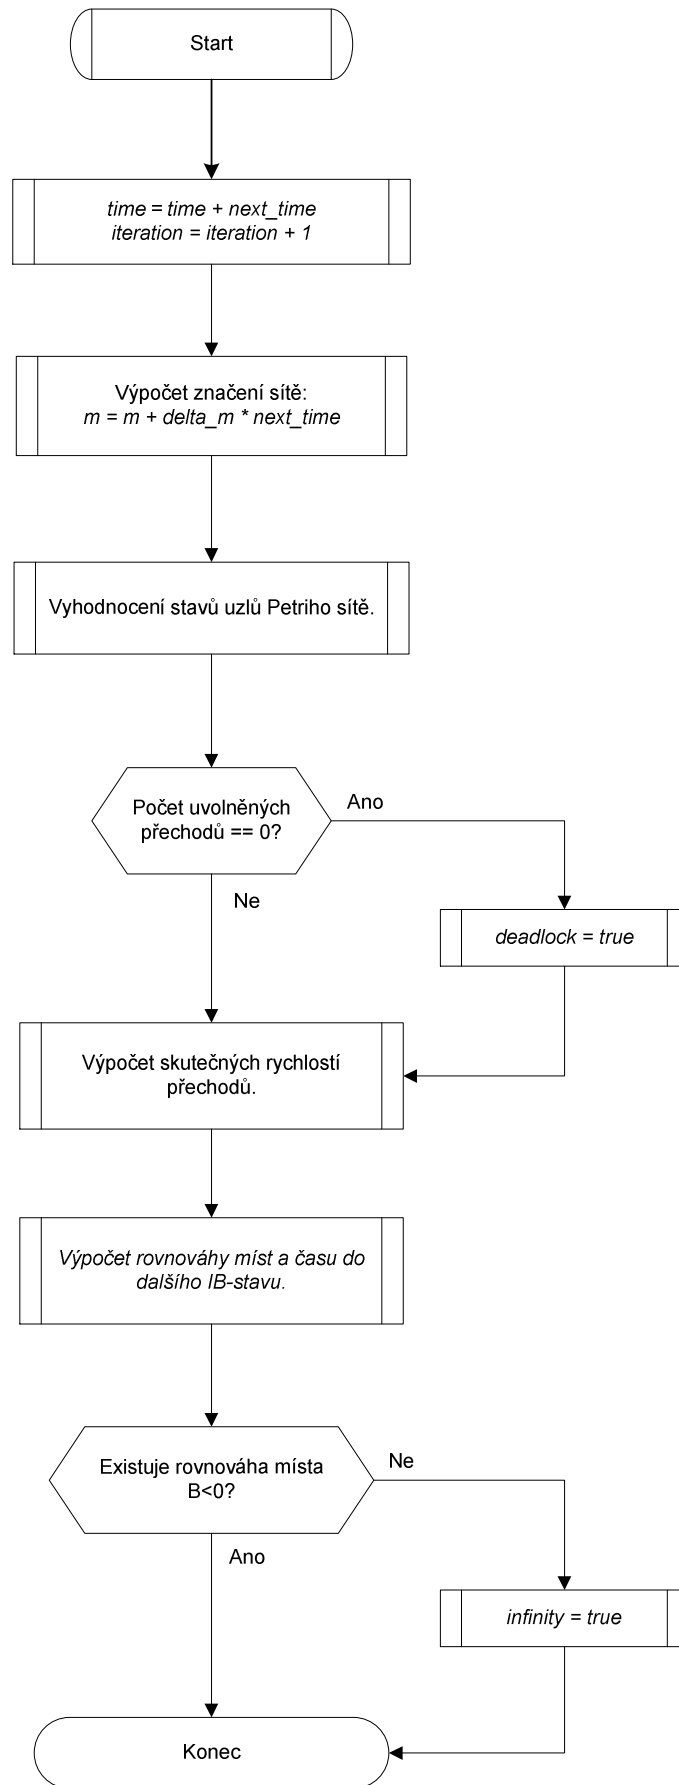 Start
time = time + next_time
iteration = iteration + 1
Výpočet značení sítě:
m = m + delta_m * next_time
Vyhodnocení stavů uzlů Petriho sítě.
Počet uvolněných
přechodů == 0?
Ano
Ne
deadlock = true
Výpočet skutečných rychlostí
přechodů.
Výpočet rovnováhy míst a času do
dalšího IB-stavu.
Existuje rovnováha místa
B<0?
Ne
Ano
infinity = true
Konec